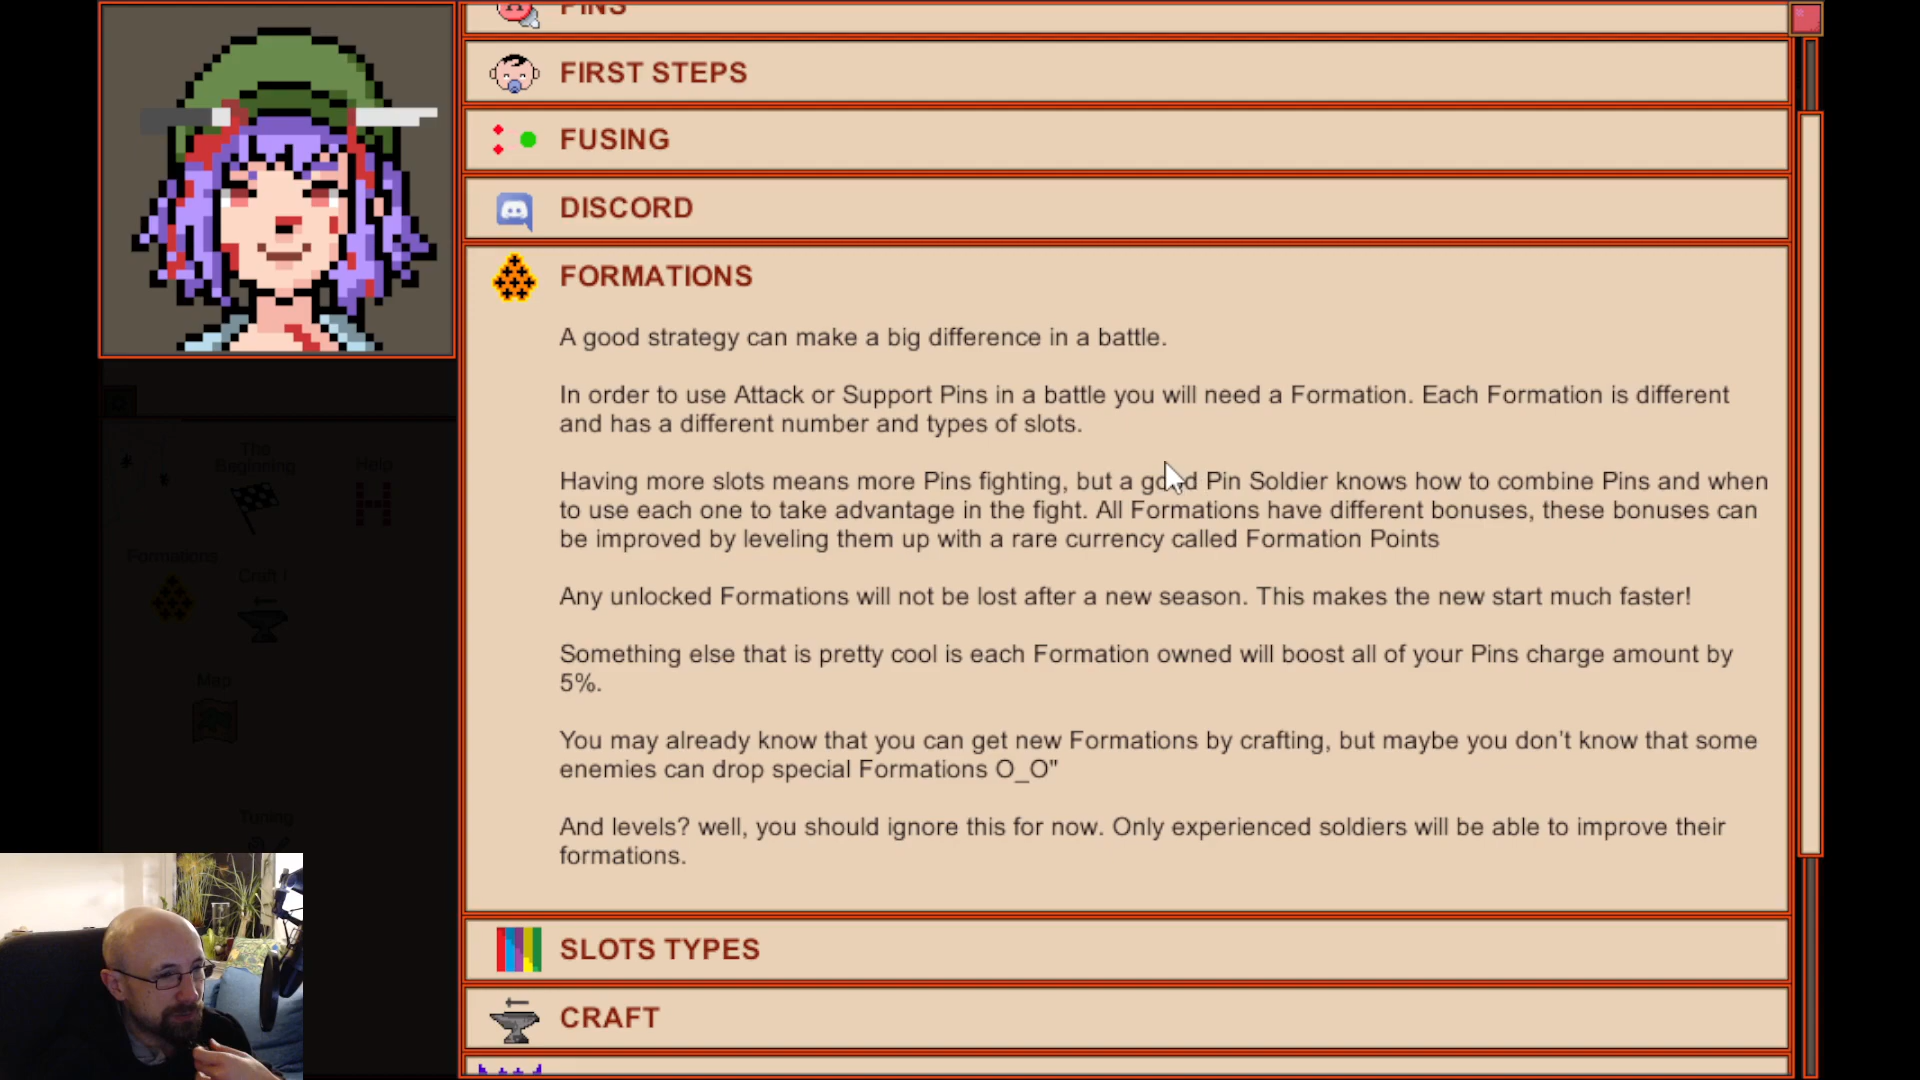 PINS
FIRST STEPS
FUSING
DISCORD
FORMATIONS
A good strategy can make a big difference in a battle.
In order to use Attack or Support Pins in a battle you will need a Formation. Each Formation is different
and has a different number and types of slots.
Having more slots means more Pins fighting, but a good Pin Soldier knows how to combine Pins and when
to use each one to take advantage in the fight. All Formations have different bonuses, these bonuses can
be improved by leveling them up with a rare currency called Formation Points
Any unlocked Formations will not be lost after a new season. This makes the new start much faster!
Something else that is pretty cool is each Formation owned will boost all of your Pins charge amount by
5%.
You may already know that you can get new Formations by crafting, but maybe you don't know that some
enemies can drop special Formations O_O"
And levels? well, you should ignore this for now. Only experienced soldiers will be able to improve their
formations.
SLOTS TYPES
CRAFT
The
Beginning
Help
Formations
Craft !
Map
Tuning